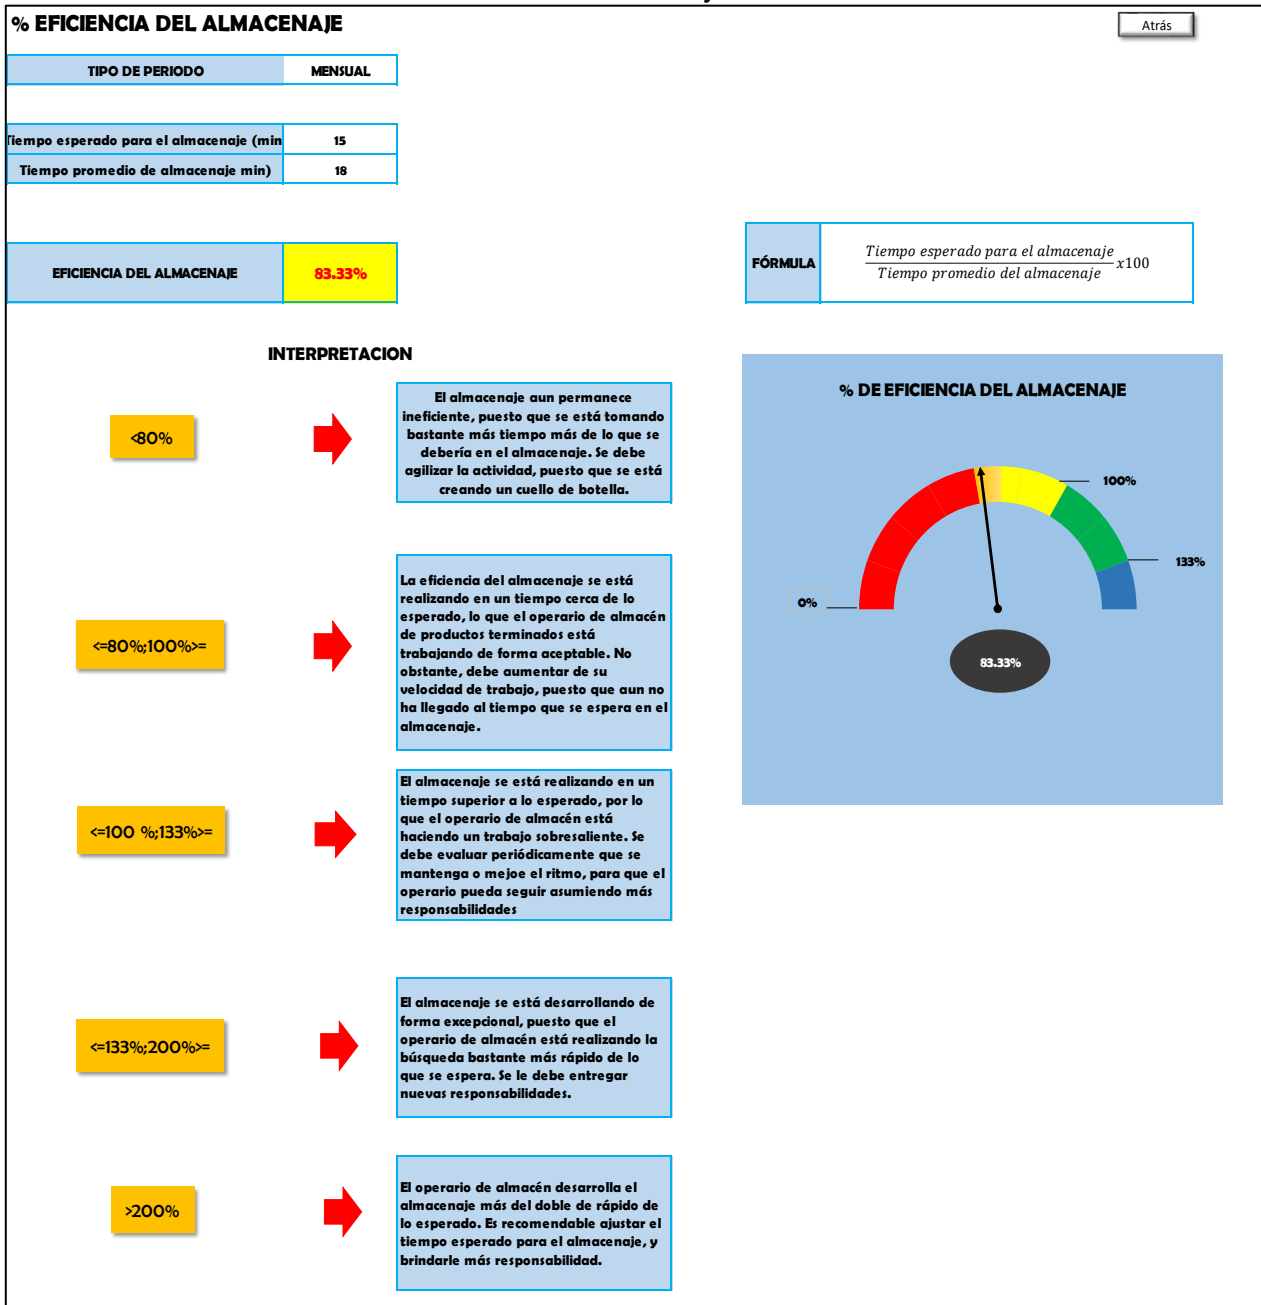 % EFICIENCIA DEL ALMACENAJE
Atrás
TIPO DE PERIODO MENSUAL
Tiempo esperado para el almacenaje (min 15
Tiempo promedio de almacenaje min) 18
EFICIENCIA DEL ALMACENAJE 83.33%
FÓRMULA
Tiempo esperado para el almacenaje
Tiempo promedio del almacenaje
x100
INTERPRETACION
<80%
El almacenaje aun permanece
ineficiente, puesto que se está tomando
bastante más tiempo más de lo que se
debería en el almacenaje. Se debe
agilizar la actividad, puesto que se está
creando un cuello de botella.
<=80%;100%>=
La eficiencia del almacenaje se está
realizando en un tiempo cerca de lo
esperado, lo que el operario de almacén
de productos terminados está
trabajando de forma aceptable. No
obstante, debe aumentar de su
velocidad de trabajo, puesto que aun no
ha llegado al tiempo que se espera en el
almacenaje.
<=100 %;133%>=
El almacenaje se está realizando en un
tiempo superior a lo esperado, por lo
que el operario de almacén está
haciendo un trabajo sobresaliente. Se
debe evaluar periódicamente que se
mantenga o mejoe el ritmo, para que el
operario pueda seguir asumiendo más
responsabilidades
<=133%;200%>=
El almacenaje se está desarrollando de
forma excepcional, puesto que el
operario de almacén está realizando la
búsqueda bastante más rápido de lo
que se espera. Se le debe entregar
nuevas responsabilidades.
>200%
El operario de almacén desarrolla el
almacenaje más del doble de rápido de
lo esperado. Es recomendable ajustar el
tiempo esperado para el almacenaje, y
brindarle más responsabilidad.
% DE EFICIENCIA DEL ALMACENAJE
100%
133%
0%
83.33%